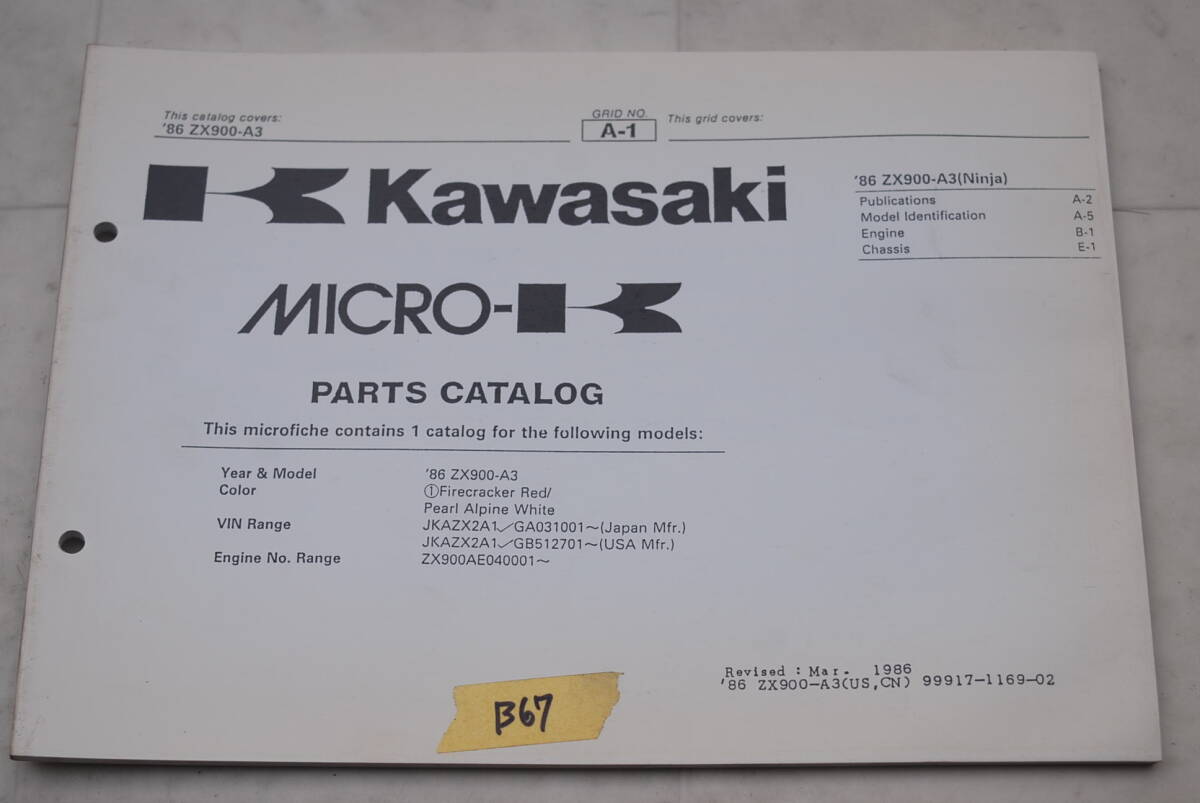 This catalog covers:
'86 ZX900-A3
GRID NO.
A-1
This grid covers:
Kawasaki
'86 ZX900-A3(Ninja)
Publications A-2
Model Identification A-5
Engine B-1
Chassis E-1
MICRO-K
PARTS CATALOG
This microfiche contains 1 catalog for the following models:
Year & Model '86 ZX900-A3
Color ①Firecracker Red/
Pearl Alpine White
VIN Range JKAZX2A1✓GA031001~(Japan Mfr.)
JKAZX2A1✓GB512701~(USA Mfr.)
Engine No. Range ZX900AE040001~
Revised : Mar. 1986
'86 ZX900-A3(US,CN) 99917-1169-02
B67